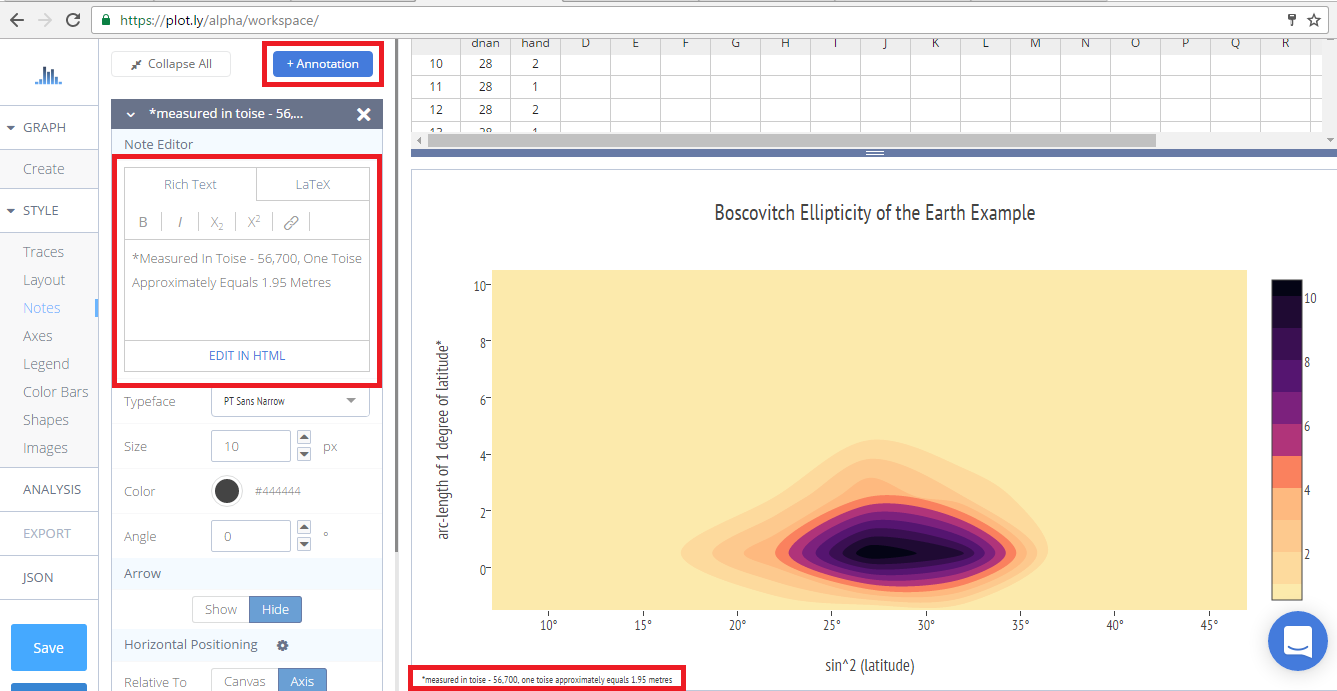 https://plot.ly/alpha/workspace/
GRAPH
Create
STYLE
Traces
Layout
Notes
Axes
Legend
Color Bars
Shapes
Images
ANALYSIS
EXPORT
JSON
Save
Collapse All
+ Annotation
*measured in toise - 56,...
Note Editor
Rich Text LaTeX
B I X2 X2
*Measured In Toise - 56,700, One Toise
Approximately Equals 1.95 Metres
EDIT IN HTML
Typeface PT Sans Narrow
Size 10 px
Color #444444
Angle 0 °
Arrow
Show Hide
Horizontal Positioning
Relative To Canvas Axis
dnan hand D E F G H I J K L M N O P Q R
10 28 2
11 28 1
12 28 2
13 28 1
Boscovitch Ellipticity of the Earth Example
arc-length of 1 degree of latitude*
10
8
6
4
2
0
10° 15° 20° 25° 30° 35° 40° 45°
sin^2 (latitude)
10
8
6
4
2
*measured in toise - 56,700, one toise approximately equals 1.95 metres